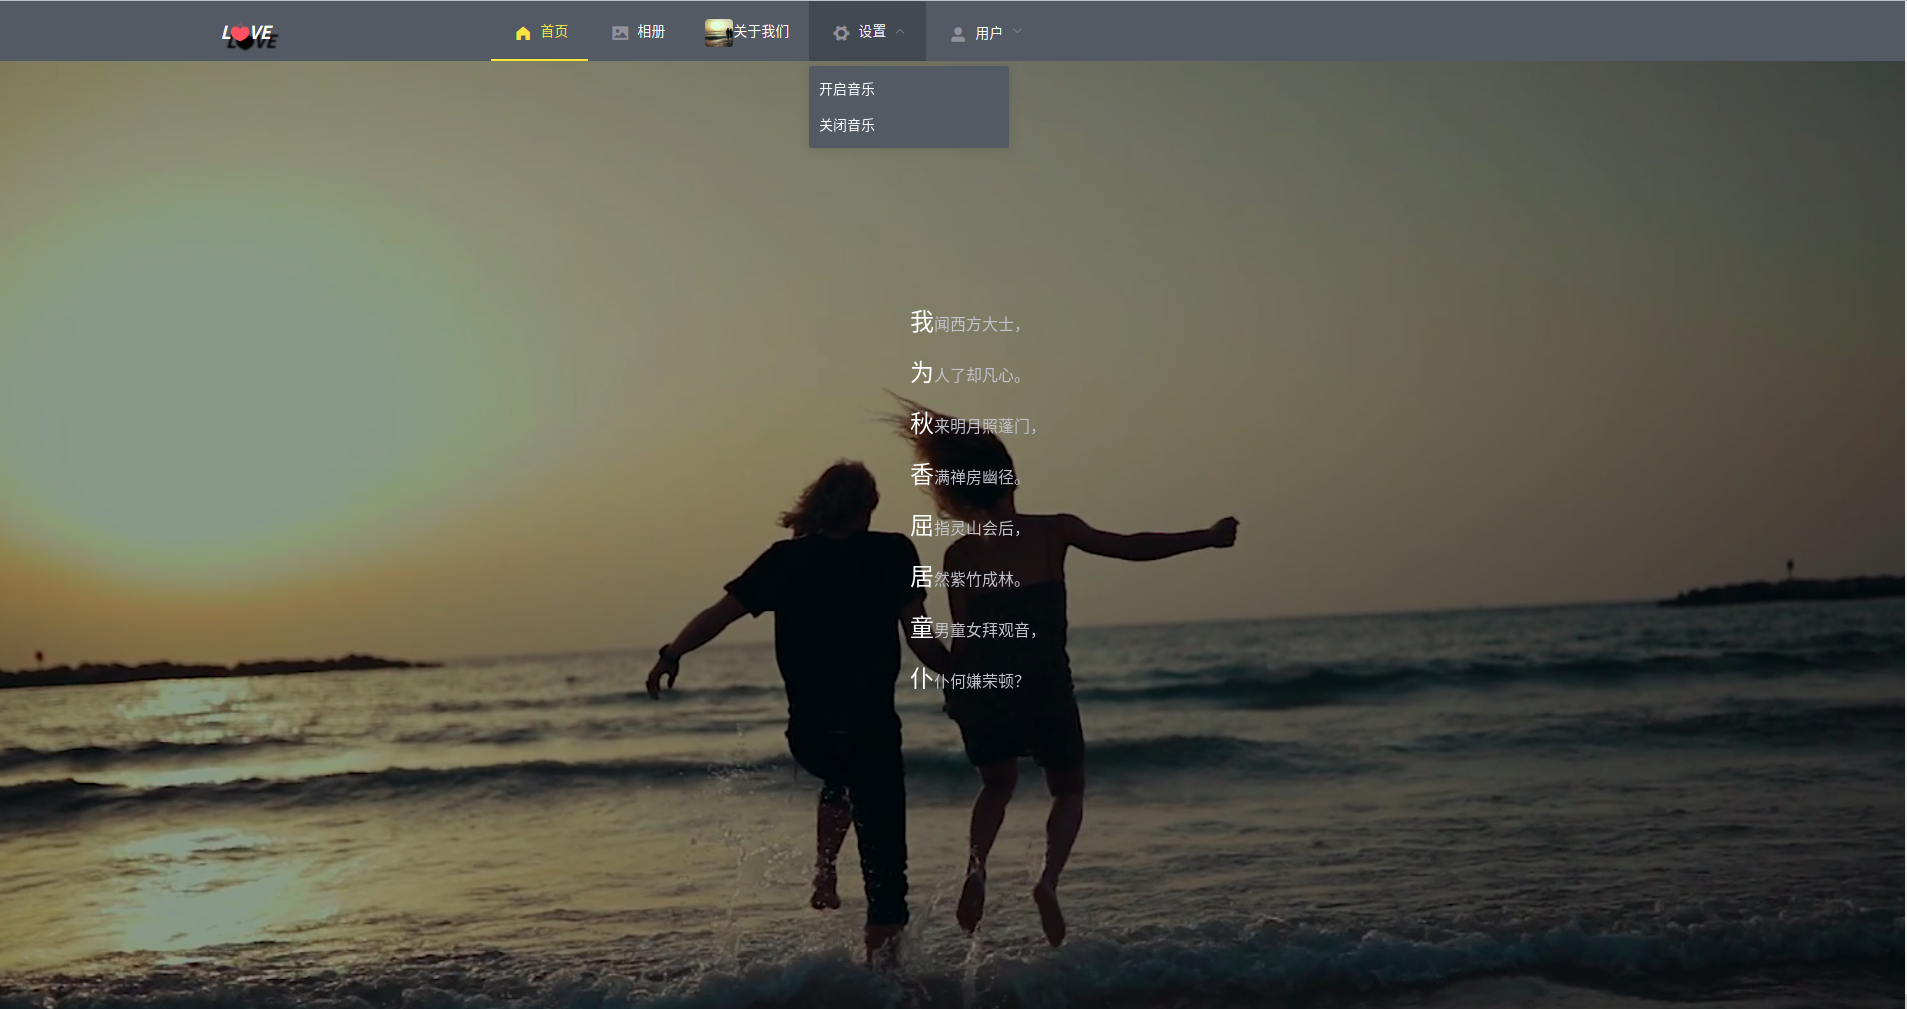 LOVE
首页
相册
关于我们
设置
用户
开启音乐
关闭音乐
我闻西方大士，
为人了却凡心。
秋来明月照蓬门，
香满禅房幽径。
屈指灵山会后，
居然紫竹成林。
童男童女拜观音，
仆仆何嫌荣顿？